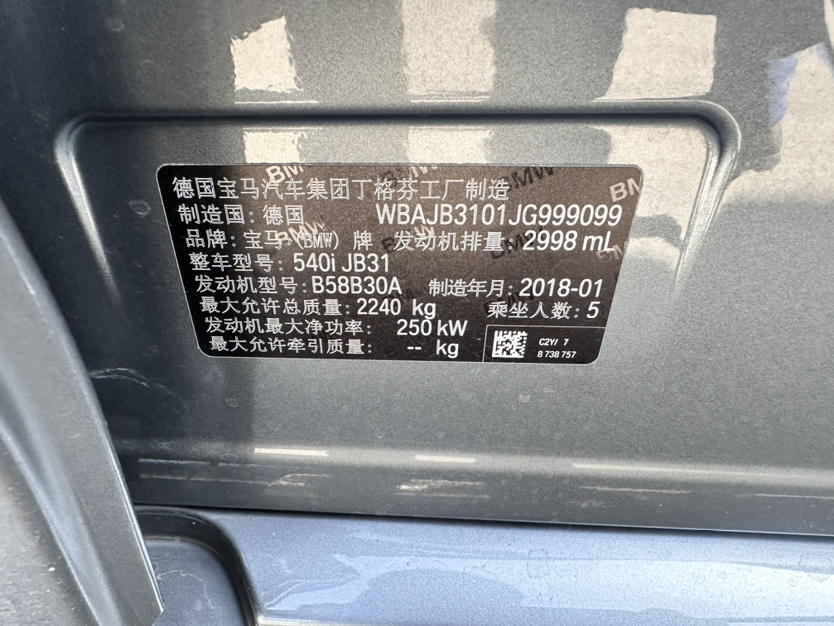 德国宝马汽车集团丁格芬工厂制造
制造国: 德国 WBAJB3101JG999099
品牌: 宝马(BMW) 牌 发动机排量: 2998 mL
整车型号: 540i JB31
发动机型号: B58B30A 制造年月: 2018-01
最大允许总质量: 2240 kg 乘坐人数: 5
发动机最大净功率: 250 kW
最大允许牵引质量: -- kg
C2Y/ 7
8 738 757